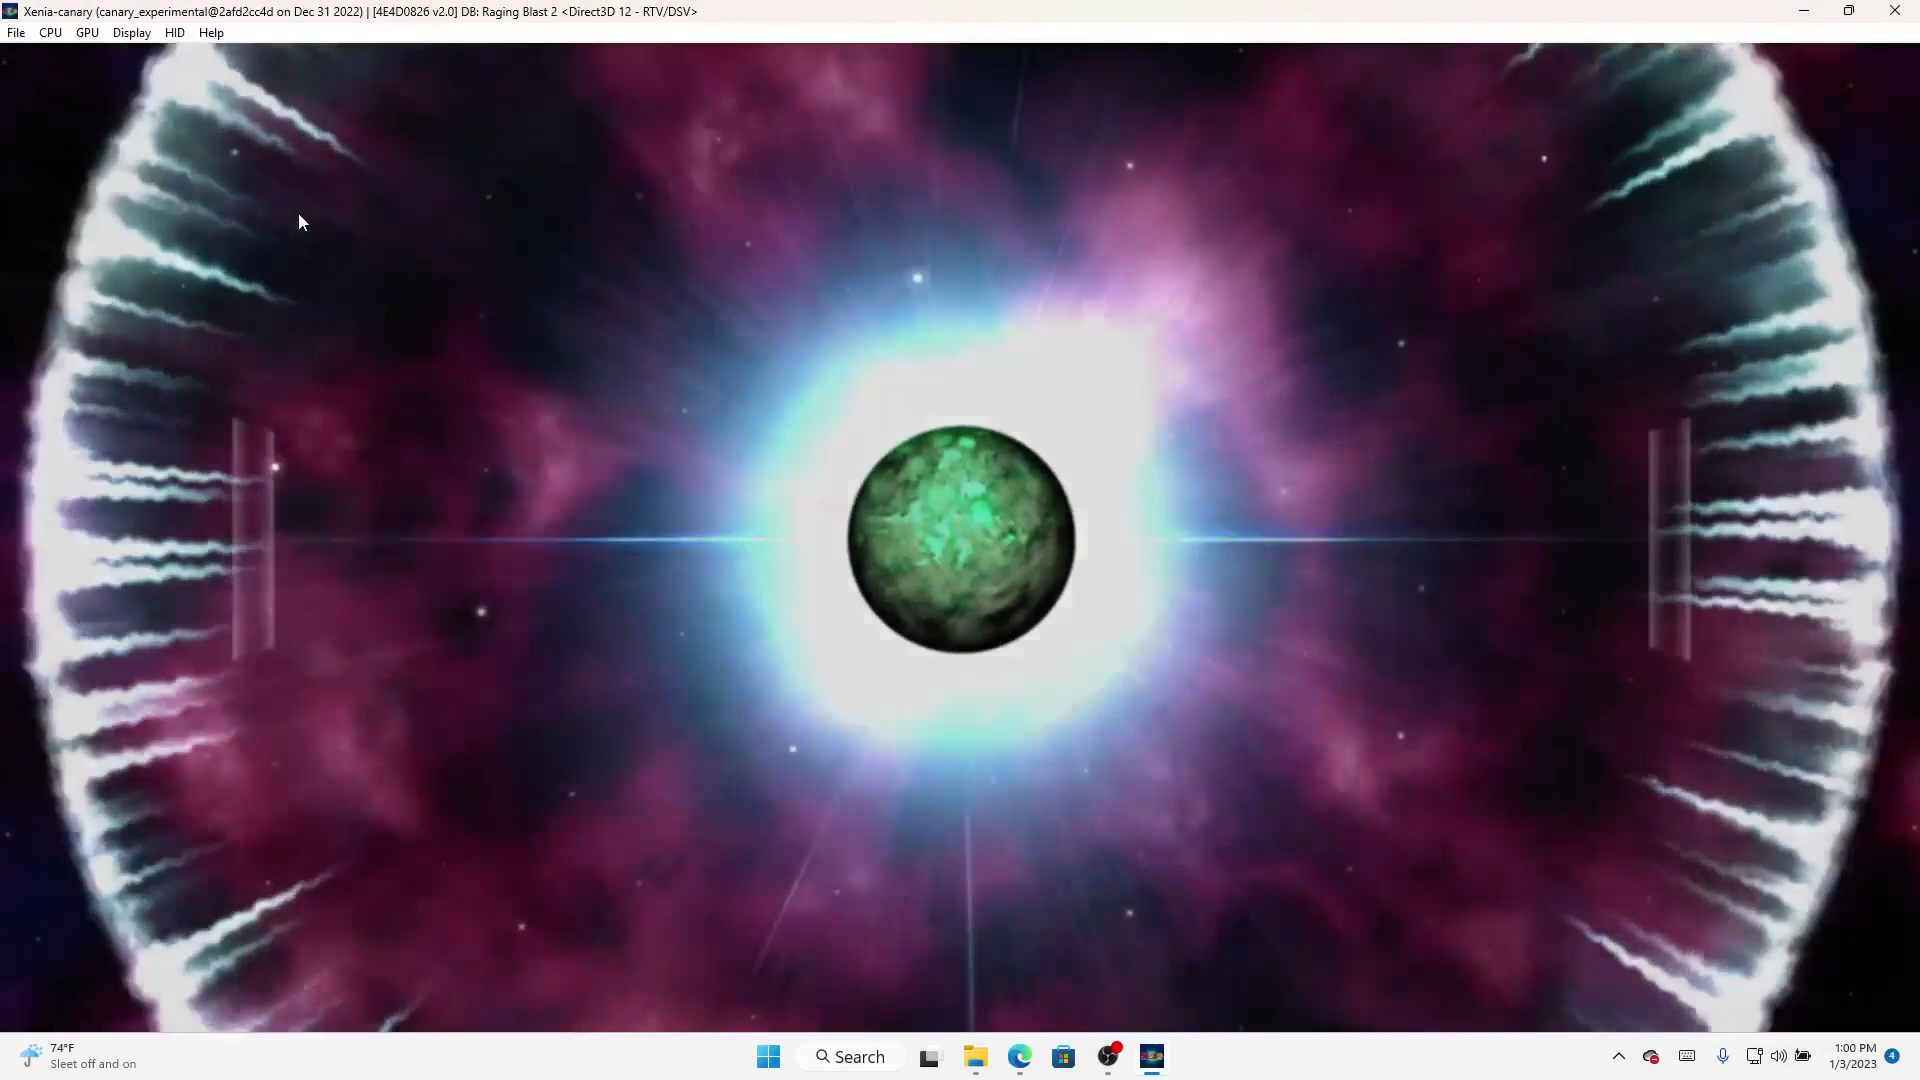 Xenia-canary (canary_experimental@2afd2cc4d on Dec 31 2022) | [4E4D0826 v2.0] DB: Raging Blast 2 <Direct3D 12 - RTV/DSV>
File CPU GPU Display HID Help
74°F
Sleet off and on
Search
1:00 PM
1/3/2023
4